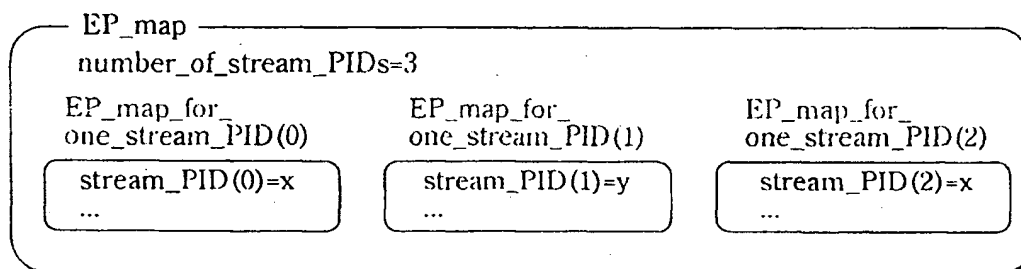 EP_map
number_of_stream_PIDs=3
EP_map_for_
one_stream_PID(0)
stream_PID(0)=x
...
EP_map_for_
one_stream_PID(1)
stream_PID(1)=y
...
EP_map_for_
one_stream_PID(2)
stream_PID(2)=x
...